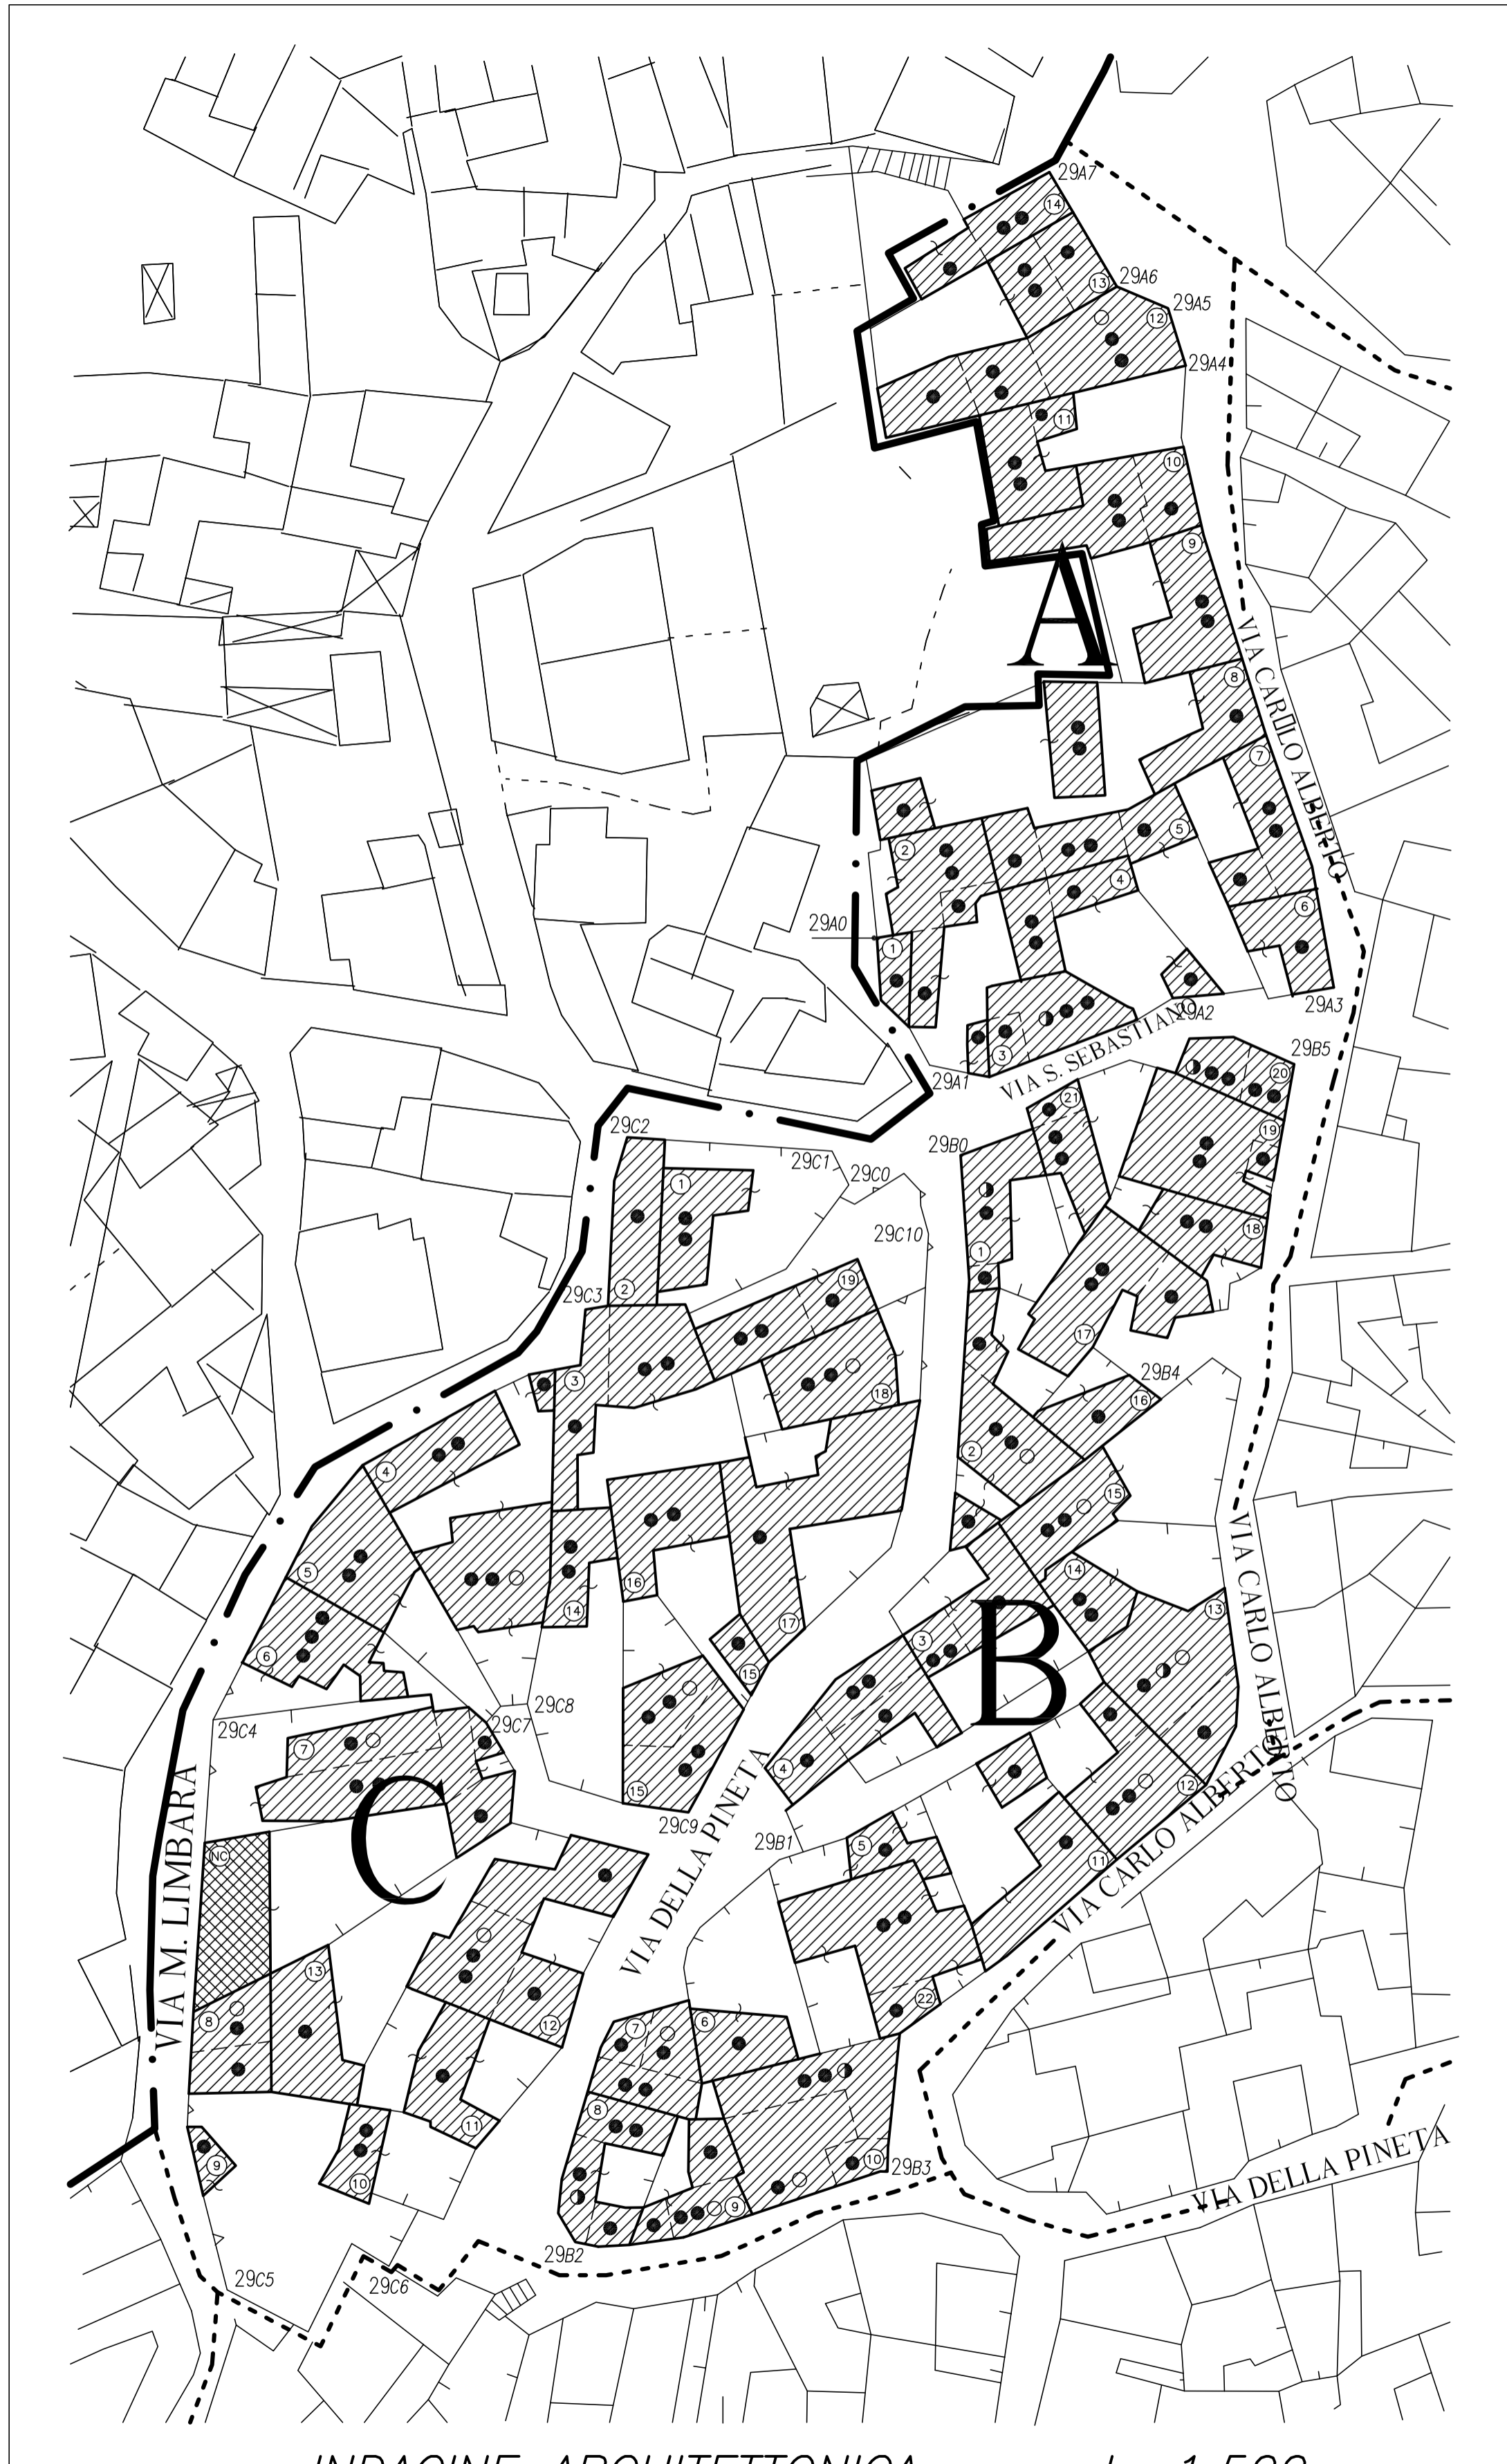 29A7
14
13
29A6
29A5
12
29A4
11
10
9
A
VIA CARLO ALBERTO
8
7
5
2
4
29A0
6
1
29A2
29A3
3
VIA S. SEBASTIANO
29B5
20
29A1
21
29C2
19
29B0
29C1
29C0
1
18
29C10
1
2
19
29C3
17
3
29B4
18
16
2
4
15
VIA CARLO ALBERTO
5
16
14
14
13
17
6
3
B
15
29C8
29C4
29C7
7
4
15
12
C
29C9
29B1
5
11
NC
VIA CARLO ALBERTO
VIA M. LIMBARA
VIA DELLA PINETA
13
22
8
12
7
6
8
11
9
10
10
29B3
VIA DELLA PINETA
9
29B2
29C5
29C6